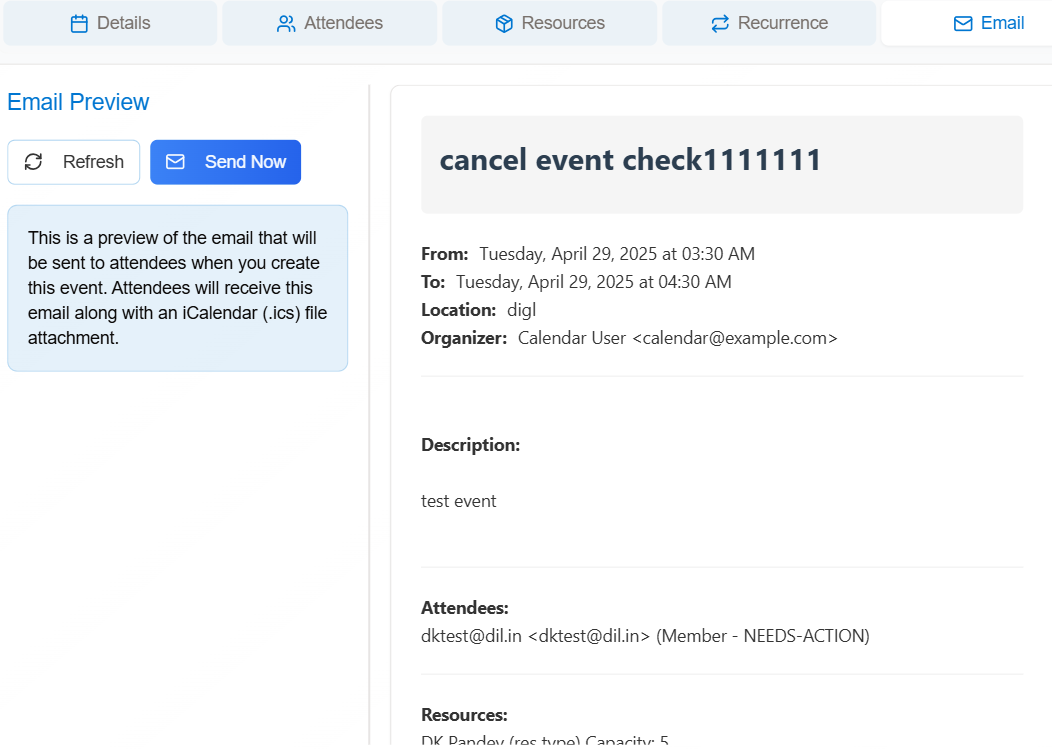 Details
Attendees
Resources
Recurrence
Email
Email Preview
Refresh
Send Now
This is a preview of the email that will
be sent to attendees when you create
this event. Attendees will receive this
email along with an iCalendar (.ics) file
attachment.
cancel event check1111111
From: Tuesday, April 29, 2025 at 03:30 AM
To: Tuesday, April 29, 2025 at 04:30 AM
Location: digl
Organizer: Calendar User <calendar@example.com>
Description:
test event
Attendees:
dktest@dil.in <dktest@dil.in> (Member - NEEDS-ACTION)
Resources:
DK Pandey (res type) Capacity: 5